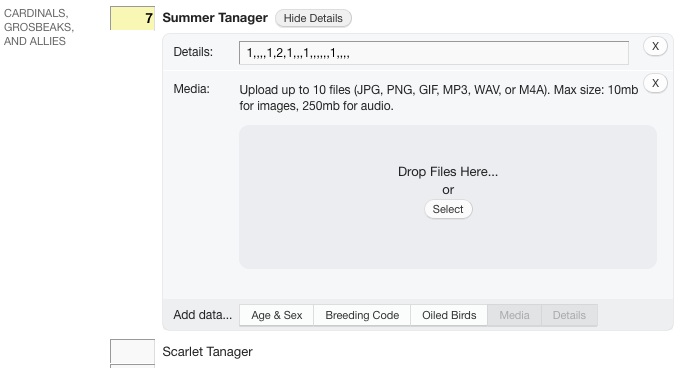 CARDINALS,
GROSBEAKS,
AND ALLIES
7 Summer Tanager Hide Details
Details: 1,,,,1,2,1,,,1,,,,,,1,,,, X
Media: Upload up to 10 files (JPG, PNG, GIF, MP3, WAV, or M4A). Max size: 10mb X
for images, 250mb for audio.
Drop Files Here...
or
Select
Add data... Age & Sex Breeding Code Oiled Birds Media Details
Scarlet Tanager